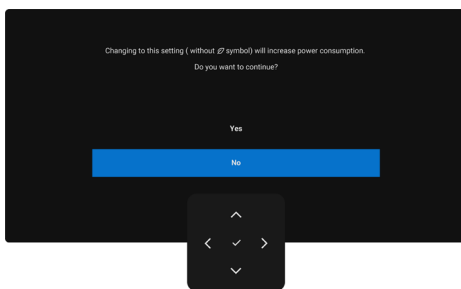 Changing to this setting ( without symbol) will increase power consumption.
Do you want to continue?
Yes
No